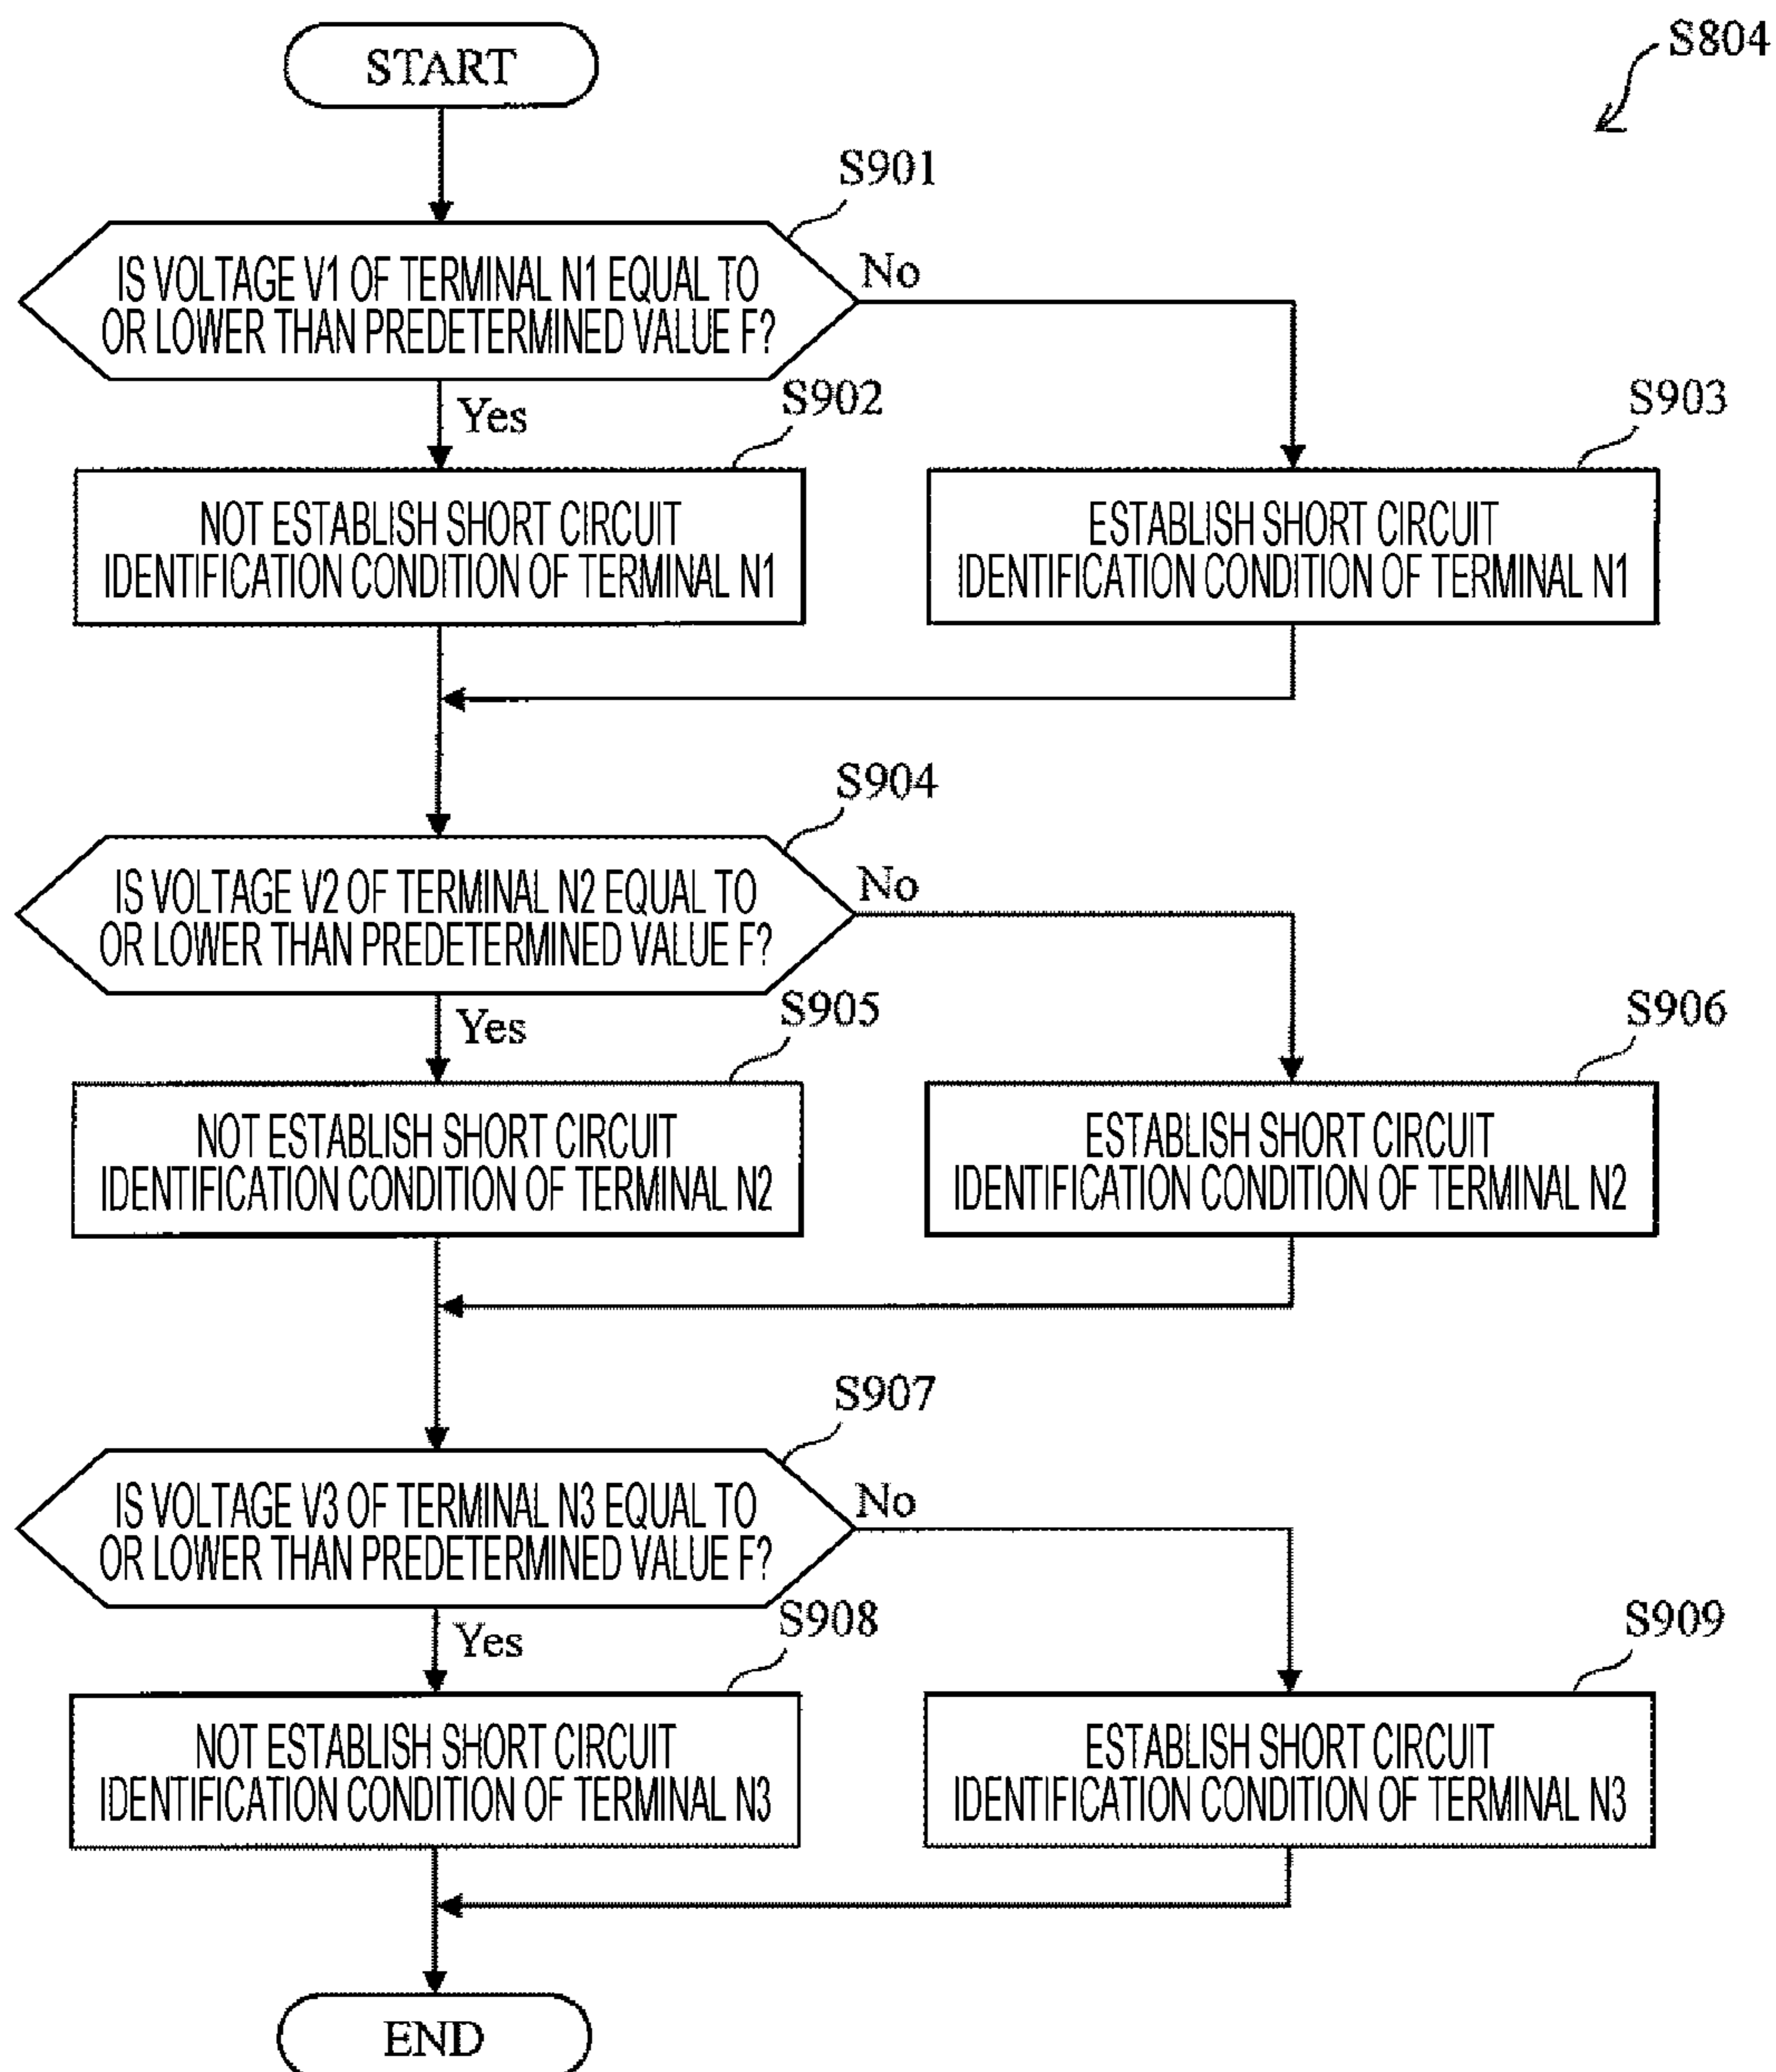 START
S804
S901
IS VOLTAGE V1 OF TERMINAL N1 EQUAL TO
OR LOWER THAN PREDETERMINED VALUE F?
No
Yes
S902
S903
NOT ESTABLISH SHORT CIRCUIT
IDENTIFICATION CONDITION OF TERMINAL N1
ESTABLISH SHORT CIRCUIT
IDENTIFICATION CONDITION OF TERMINAL N1
S904
IS VOLTAGE V2 OF TERMINAL N2 EQUAL TO
OR LOWER THAN PREDETERMINED VALUE F?
No
Yes
S905
S906
NOT ESTABLISH SHORT CIRCUIT
IDENTIFICATION CONDITION OF TERMINAL N2
ESTABLISH SHORT CIRCUIT
IDENTIFICATION CONDITION OF TERMINAL N2
S907
IS VOLTAGE V3 OF TERMINAL N3 EQUAL TO
OR LOWER THAN PREDETERMINED VALUE F?
No
Yes
S908
S909
NOT ESTABLISH SHORT CIRCUIT
IDENTIFICATION CONDITION OF TERMINAL N3
ESTABLISH SHORT CIRCUIT
IDENTIFICATION CONDITION OF TERMINAL N3
END